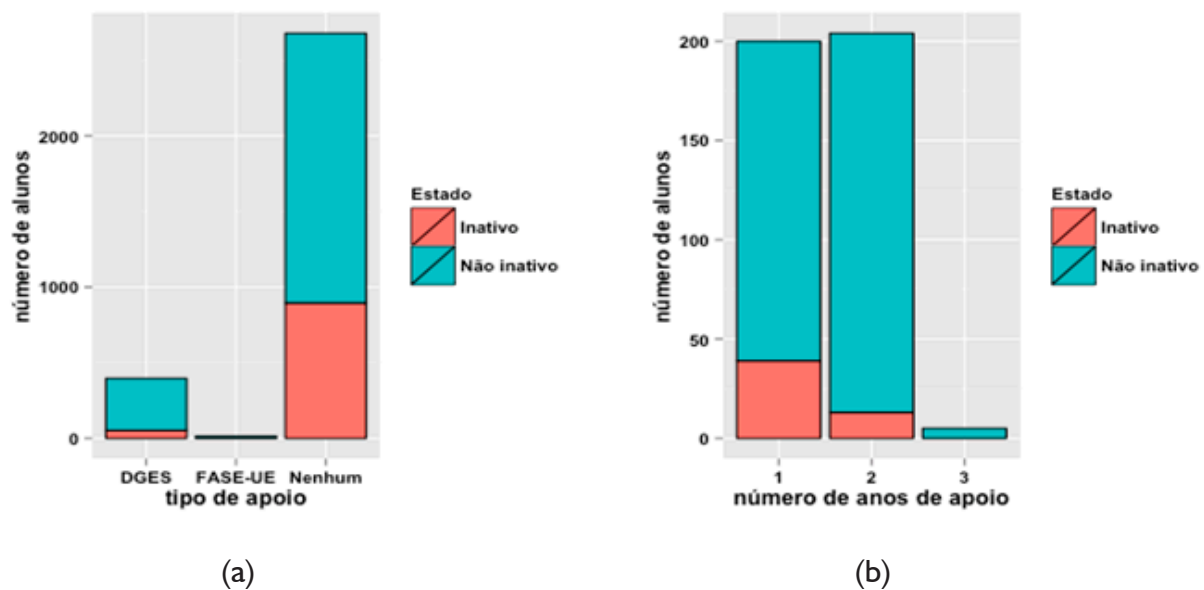 2000
1000
0
número de alunos
DGES FASE-UE Nenhum
tipo de apoio
Estado
Inativo
Não inativo
(a)
200
150
100
50
0
número de alunos
1 2 3
número de anos de apoio
Estado
Inativo
Não inativo
(b)